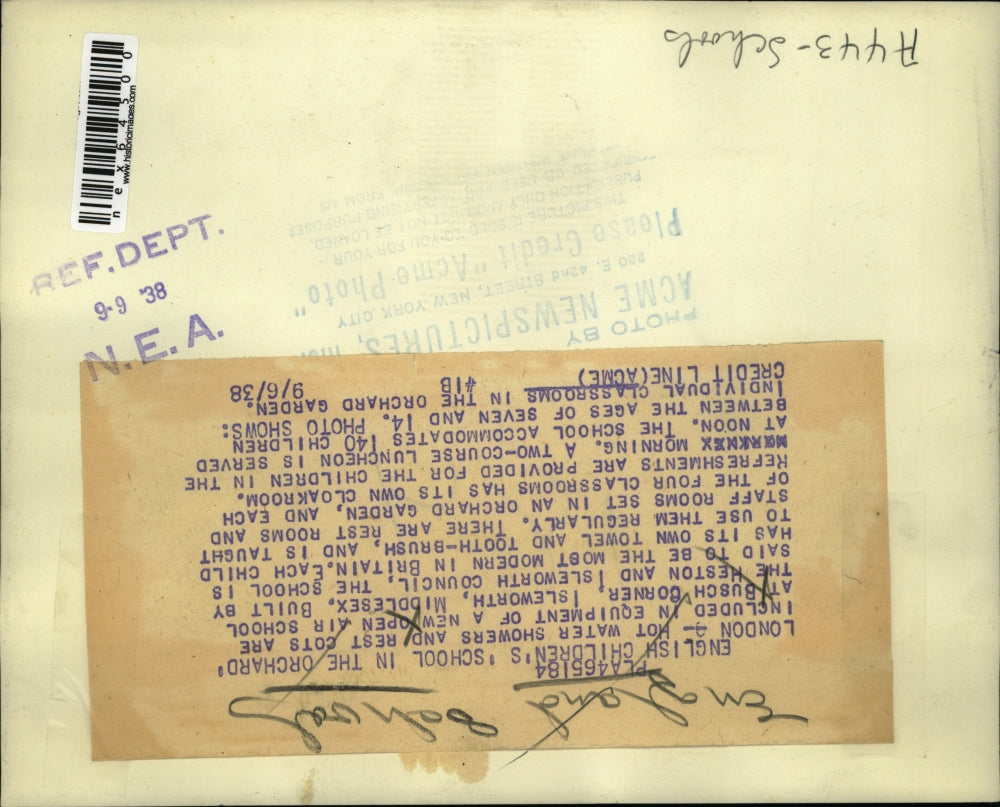 A443-Schools
nex64500
www.historicimages.com
REF. DEPT.
9-9 '38
N.E.A.
PHOTO BY
ACME NEWSPICTURES, INC.
220 E. 42nd STREET, NEW YORK CITY
Please Credit "Acme Photo"
THIS PICTURE IS SOLD TO YOU FOR YOUR
PUBLICATION ONLY AND MUST NOT BE LOANED
FROM US
England School
PLA465184
ENGLISH CHILDREN'S 'SCHOOL IN THE ORCHARD'
LONDON -- HOT WATER SHOWERS AND REST COTS ARE
INCLUDED IN EQUIPMENT OF A NEW OPEN AIR SCHOOL
AT BUSCH CORNER, ISLEWORTH, MIDDLESEX. BUILT BY
THE HESTON AND ISLEWORTH COUNCIL, THE SCHOOL IS
SAID TO BE THE MOST MODERN IN BRITAIN. EACH CHILD
HAS ITS OWN TOWEL AND TOOTH-BRUSH, AND IS TAUGHT
TO USE THEM REGULARLY. THERE ARE REST ROOMS AND
STAFF ROOMS SET IN AN ORCHARD GARDEN, AND EACH
OF THE FOUR CLASSROOMS HAS ITS OWN CLOAKROOM.
REFRESHMENTS ARE PROVIDED FOR THE CHILDREN IN THE
MORNING. A TWO-COURSE LUNCHEON IS SERVED
AT NOON. THE SCHOOL ACCOMMODATES 140 CHILDREN
BETWEEN THE AGES OF SEVEN AND 14. PHOTO SHOWS:
INDIVIDUAL CLASSROOMS IN THE ORCHARD GARDEN.
CREDIT LINE (ACME) #1B 9/6/38